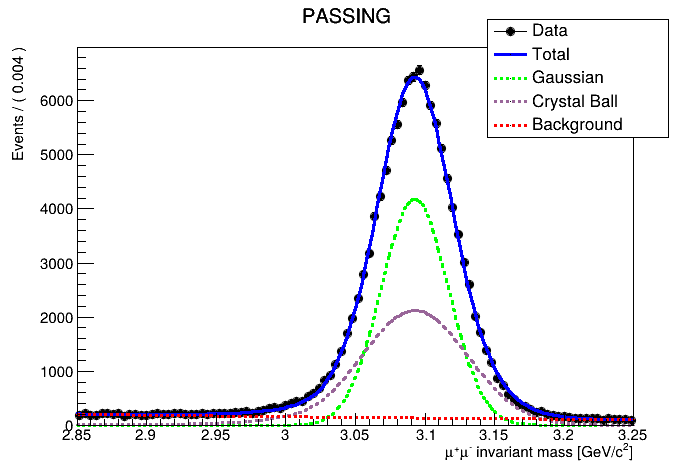 PASSING
Data
Total
Gaussian
Crystal Ball
Background
Events / ( 0.004 )
6000
5000
4000
3000
2000
1000
0
2.85 2.9 2.95 3 3.05 3.1 3.15 3.2 3.25
μ⁺μ⁻ invariant mass [GeV/c²]